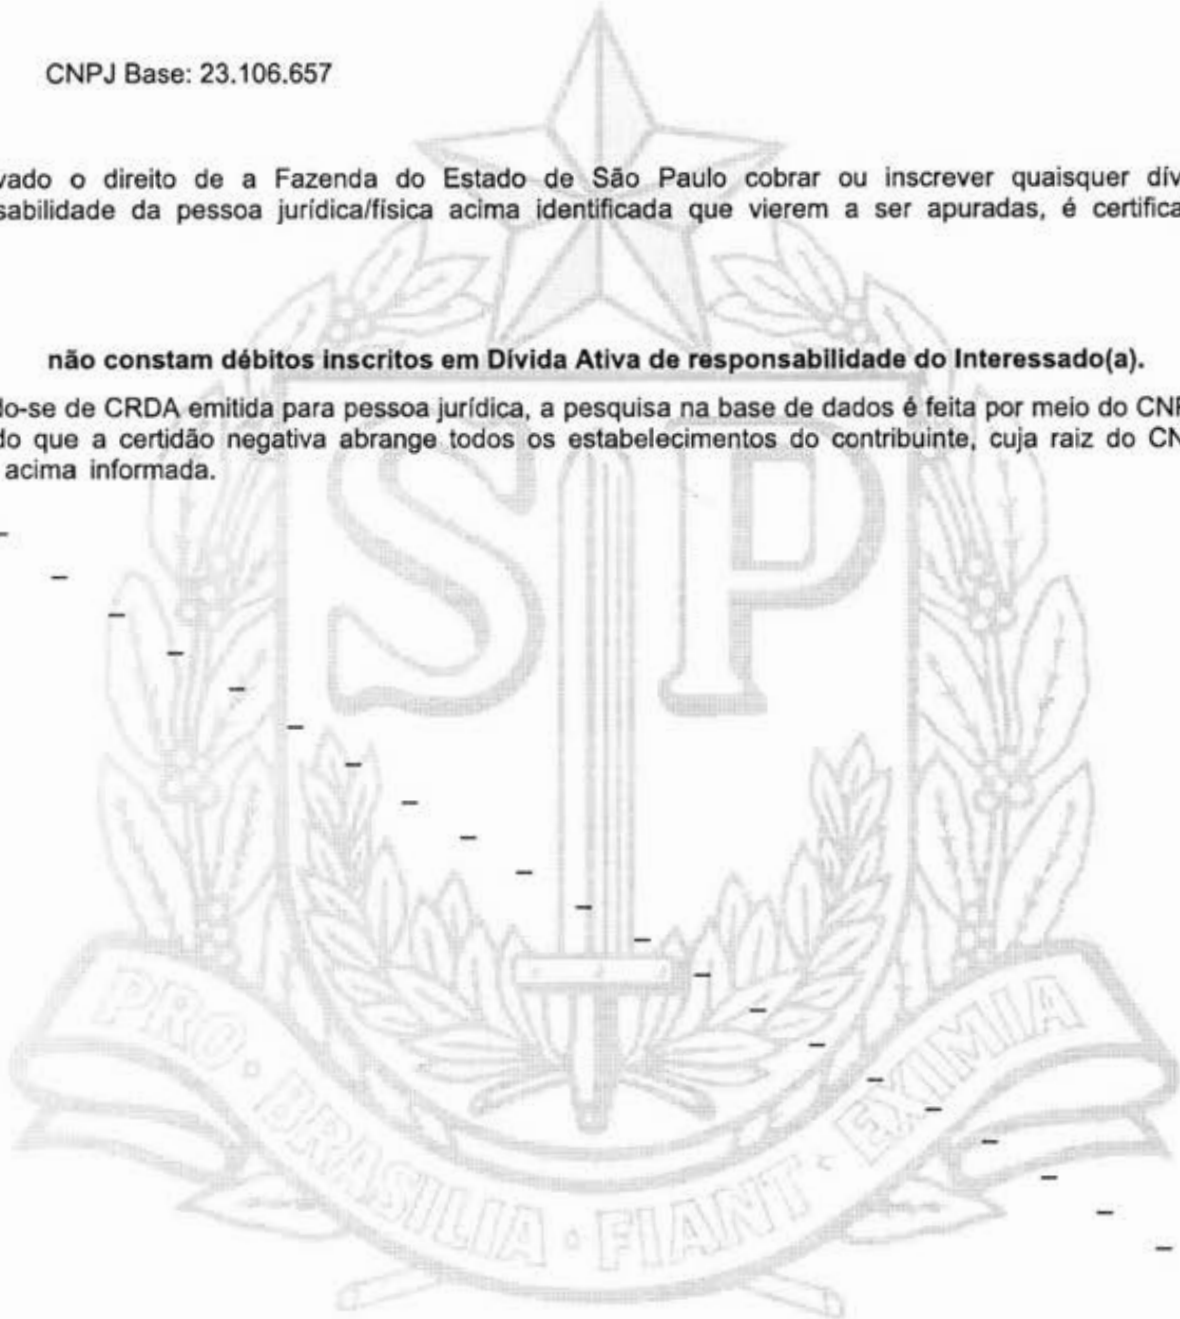 CNPJ Base: 23.106.657
vado o direito de a Fazenda do Estado de São Paulo cobrar ou inscrever quaisquer dív
sabilidade da pessoa jurídica/física acima identificada que vierem a ser apuradas, é certifica
não constam débitos inscritos em Dívida Ativa de responsabilidade do Interessado(a).
do-se de CRDA emitida para pessoa jurídica, a pesquisa na base de dados é feita por meio do CNP
do que a certidão negativa abrange todos os estabelecimentos do contribuinte, cuja raiz do CN
acima informada.
SP
PRO · BRASILIA · FIANT · EXIMIA